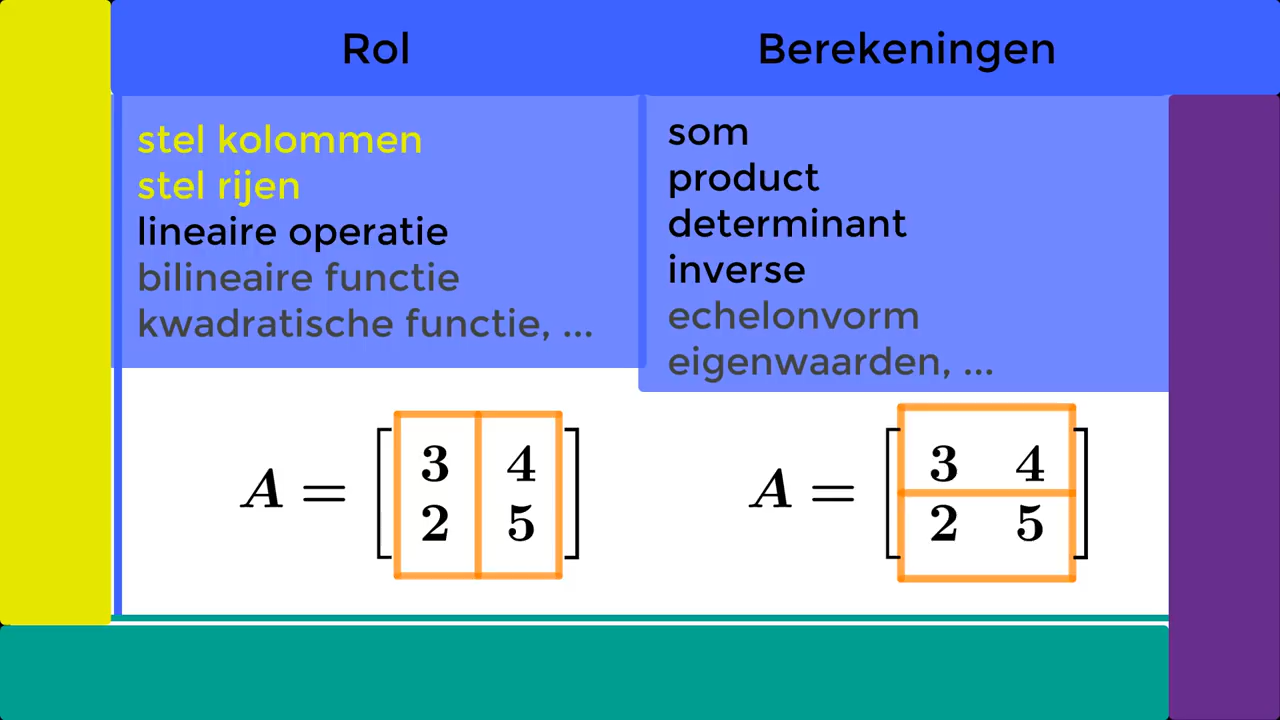 Rol
Berekeningen
stel kolommen
stel rijen
lineaire operatie
bilineaire functie
kwadratische functie, ...
som
product
determinant
inverse
echelonvorm
eigenwaarden, ...
A = [3 4
2 5]
A = [3 4
2 5]